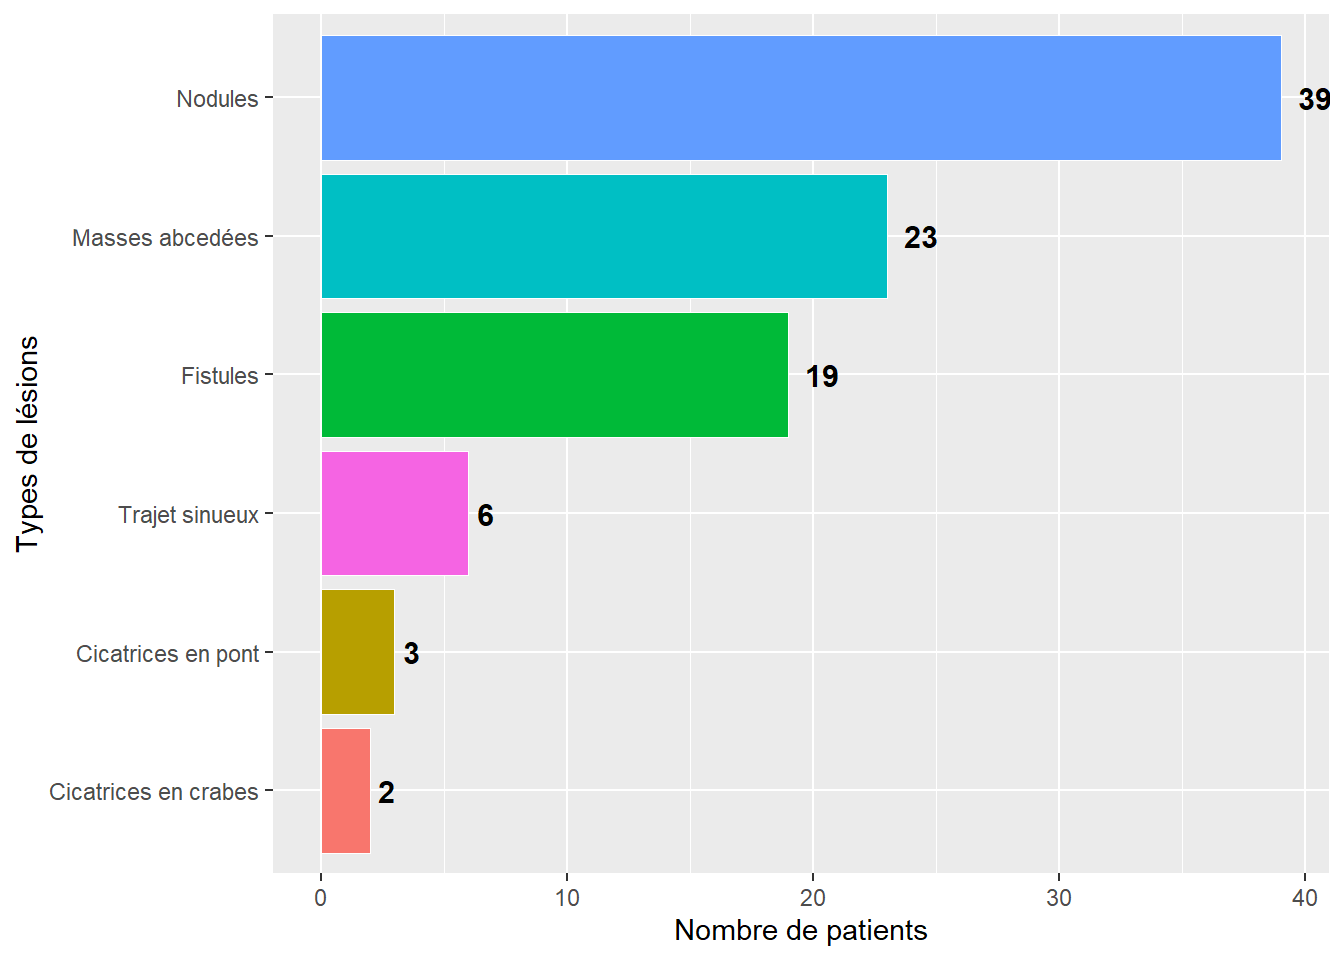 Nodules
39
Masses abcedées
23
Fistules
19
Trajet sinueux
6
Cicatrices en pont
3
Cicatrices en crabes
2
0 10 20 30 40
Nombre de patients
Types de lésions